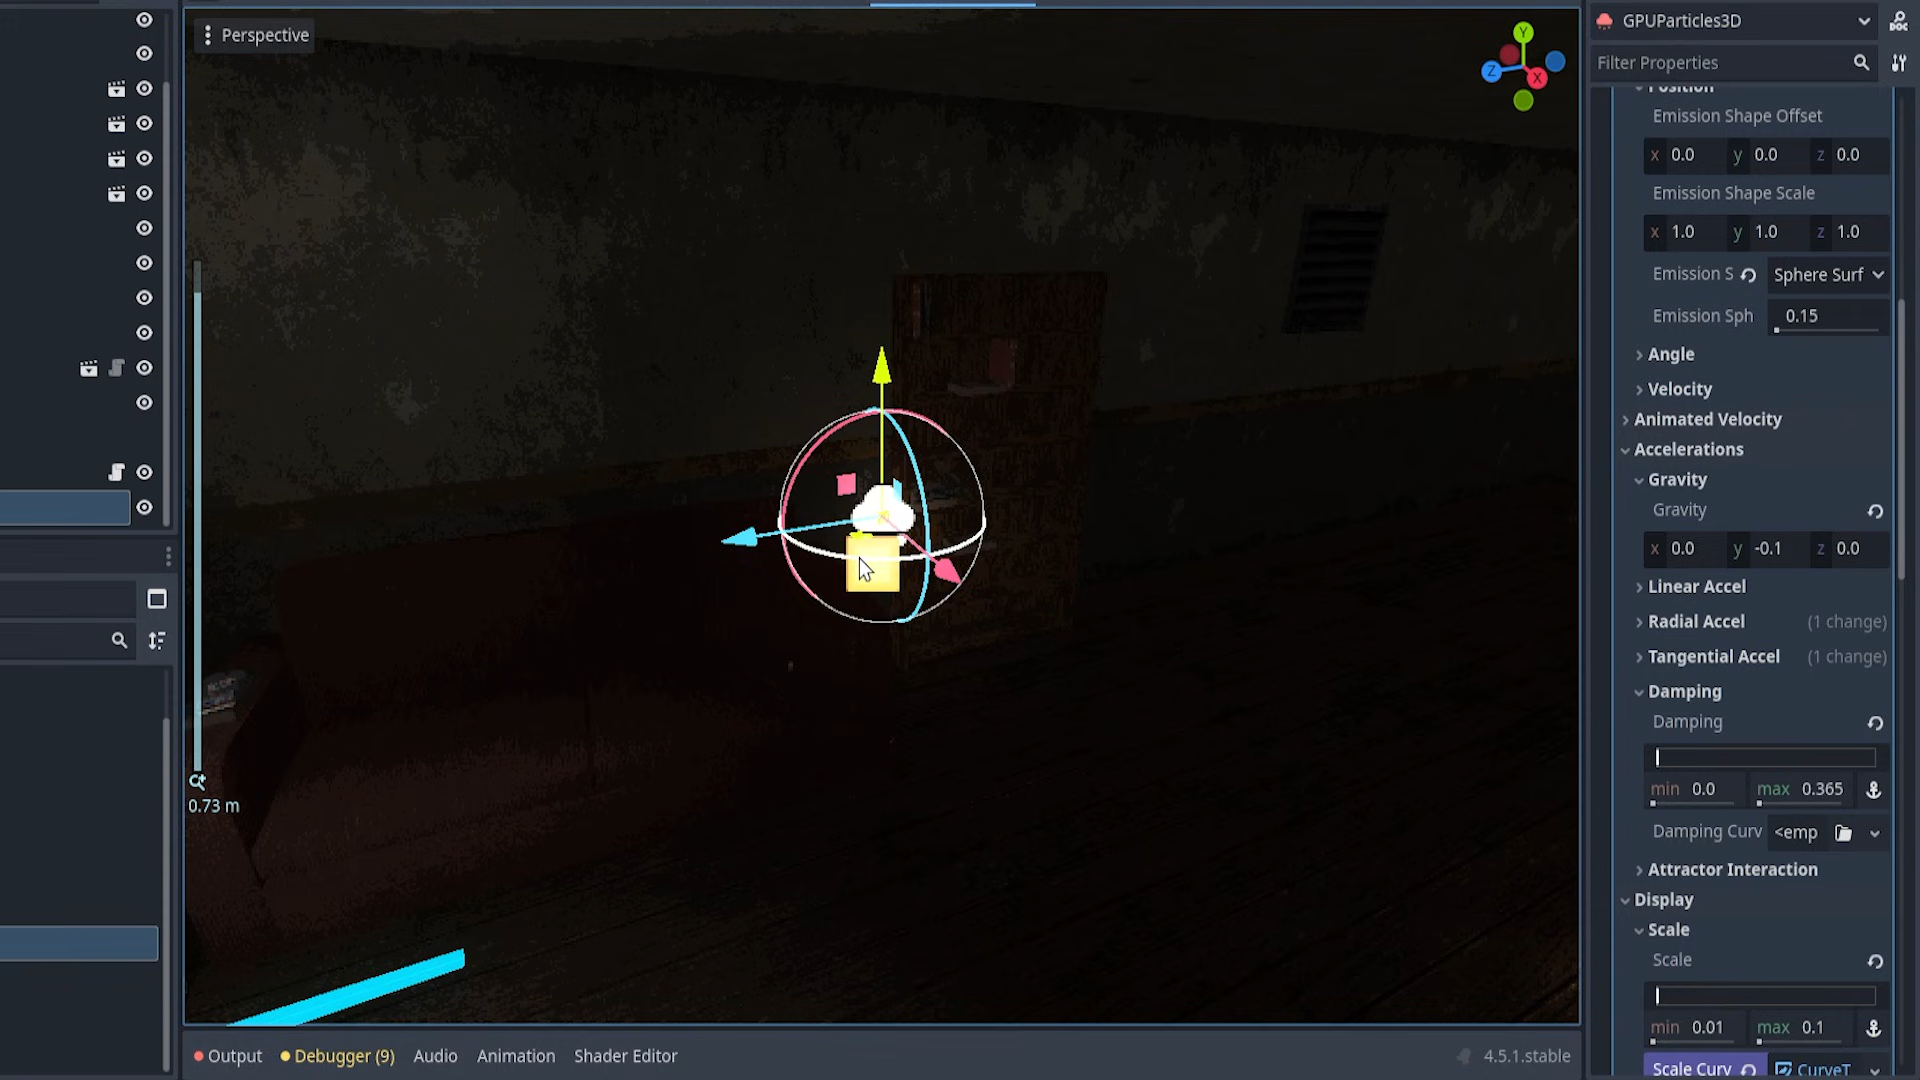 Perspective
Y
Z
X
0.73 m
Output
Debugger (9)
Audio
Animation
Shader Editor
4.5.1.stable
GPUParticles3D
DOC
Filter Properties
Position
Emission Shape Offset
x 0.0 y 0.0 z 0.0
Emission Shape Scale
x 1.0 y 1.0 z 1.0
Emission S Sphere Surf
Emission Sph 0.15
Angle
Velocity
Animated Velocity
Accelerations
Gravity
Gravity
x 0.0 y -0.1 z 0.0
Linear Accel
Radial Accel (1 change)
Tangential Accel (1 change)
Damping
Damping
min 0.0 max 0.365
Damping Curv <emp
Attractor Interaction
Display
Scale
Scale
min 0.01 max 0.1
Scale Curv CurveT